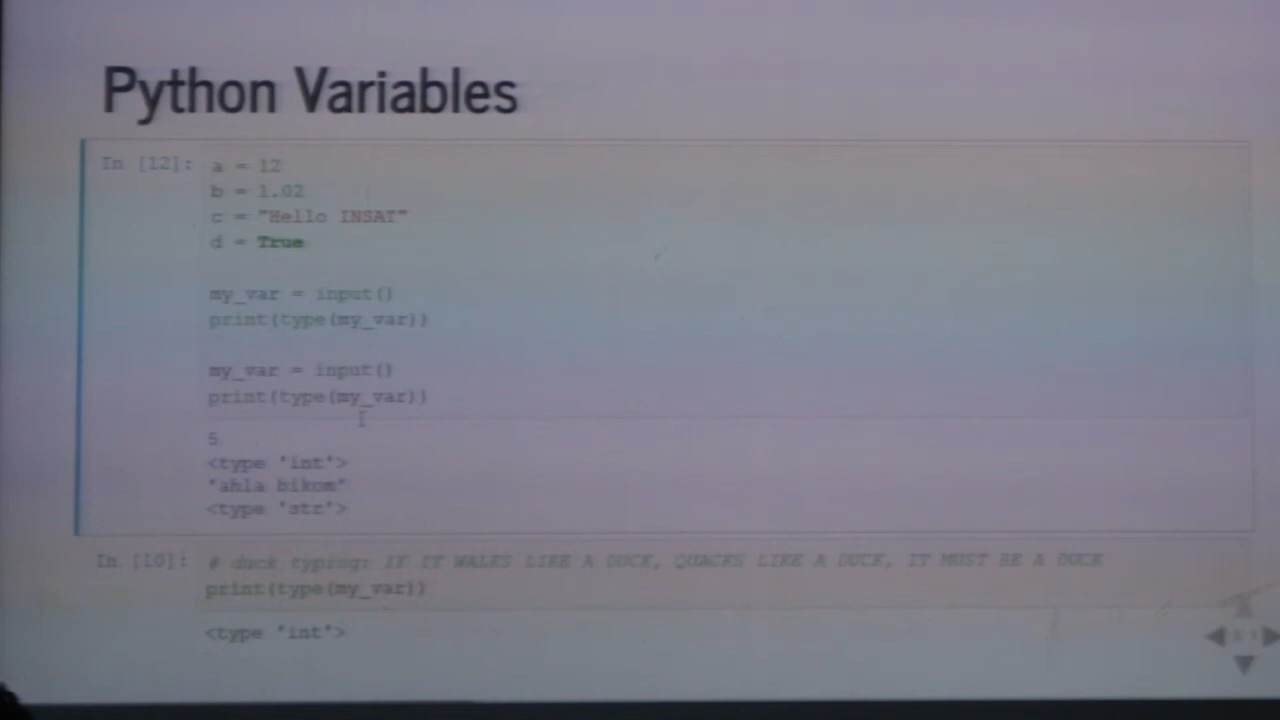 Python Variables
In [12]: a = 12
b = 1.02
c = "Hello INSAT"
d = True
my_var = input()
print(type(my_var))
my_var = input()
print(type(my_var))
5
<type 'int'>
"ahla bikom"
<type 'str'>
In [10]: # duck typing: IF IT WALKS LIKE A DUCK, QUACKS LIKE A DUCK, IT MUST BE A DUCK
print(type(my_var))
<type 'int'>